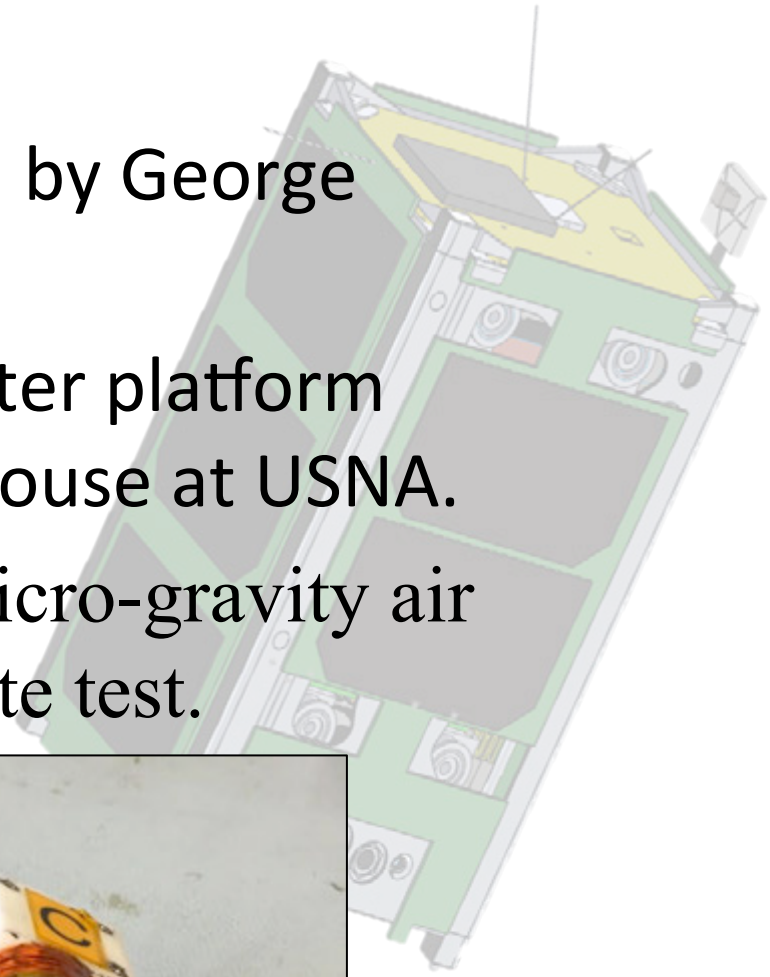 by George
ter platform
ouse at USNA.
icro-gravity air
te test.
C